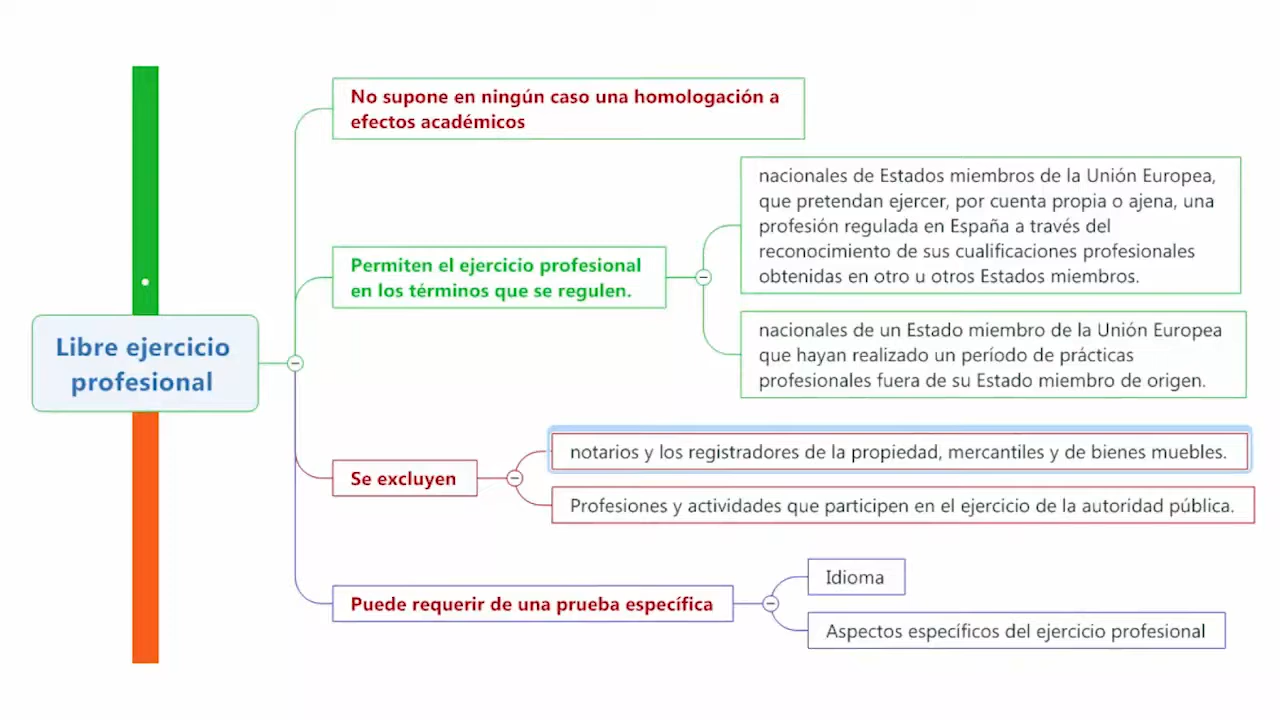 No supone en ningún caso una homologación a
efectos académicos
nacionales de Estados miembros de la Unión Europea,
que pretendan ejercer, por cuenta propia o ajena, una
profesión regulada en España a través del
reconocimiento de sus cualificaciones profesionales
obtenidas en otro u otros Estados miembros.
Permiten el ejercicio profesional
en los términos que se regulen.
nacionales de un Estado miembro de la Unión Europea
que hayan realizado un período de prácticas
profesionales fuera de su Estado miembro de origen.
Libre ejercicio
profesional
notarios y los registradores de la propiedad, mercantiles y de bienes muebles.
Se excluyen
Profesiones y actividades que participen en el ejercicio de la autoridad pública.
Idioma
Puede requerir de una prueba específica
Aspectos específicos del ejercicio profesional